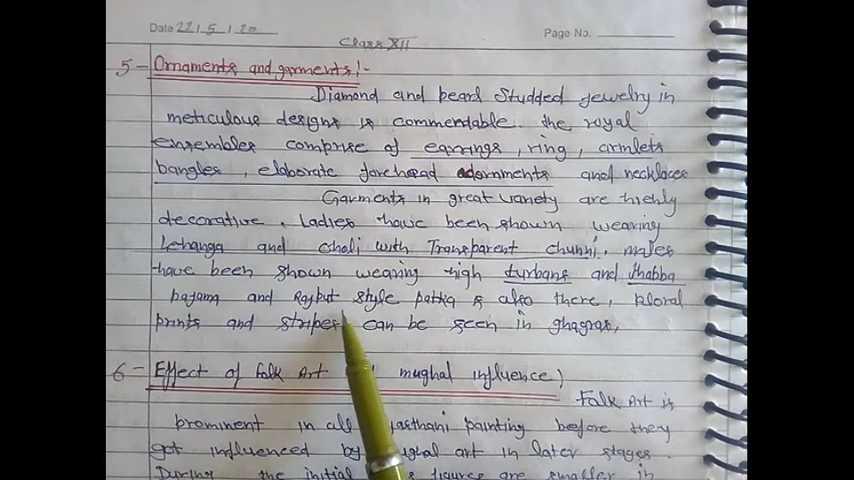 Date 22/5/20
Page No.
Class XII
5- Ornaments and garments:-
Diamond and beard studded jewelry in
meticulous designs is commendable. the royal
ensembles comprise of earrings, ring, armlets
bangles, elaborate forehead adornments and necklaces
Garments in great variety are highly
decorative. Ladies have been shown wearing
Lehanga and choli with Transparent chunni, males
have been shown wearing high turbans and Jhabba
pajama and Rajput style patka is also there, floral
prints and stripes can be seen in ghagras,
6- Effect of Folk Art mughal influence)
Folk Art is
prominent in all painting before they
got influenced by art in later stages.
During the initial figures are smaller in